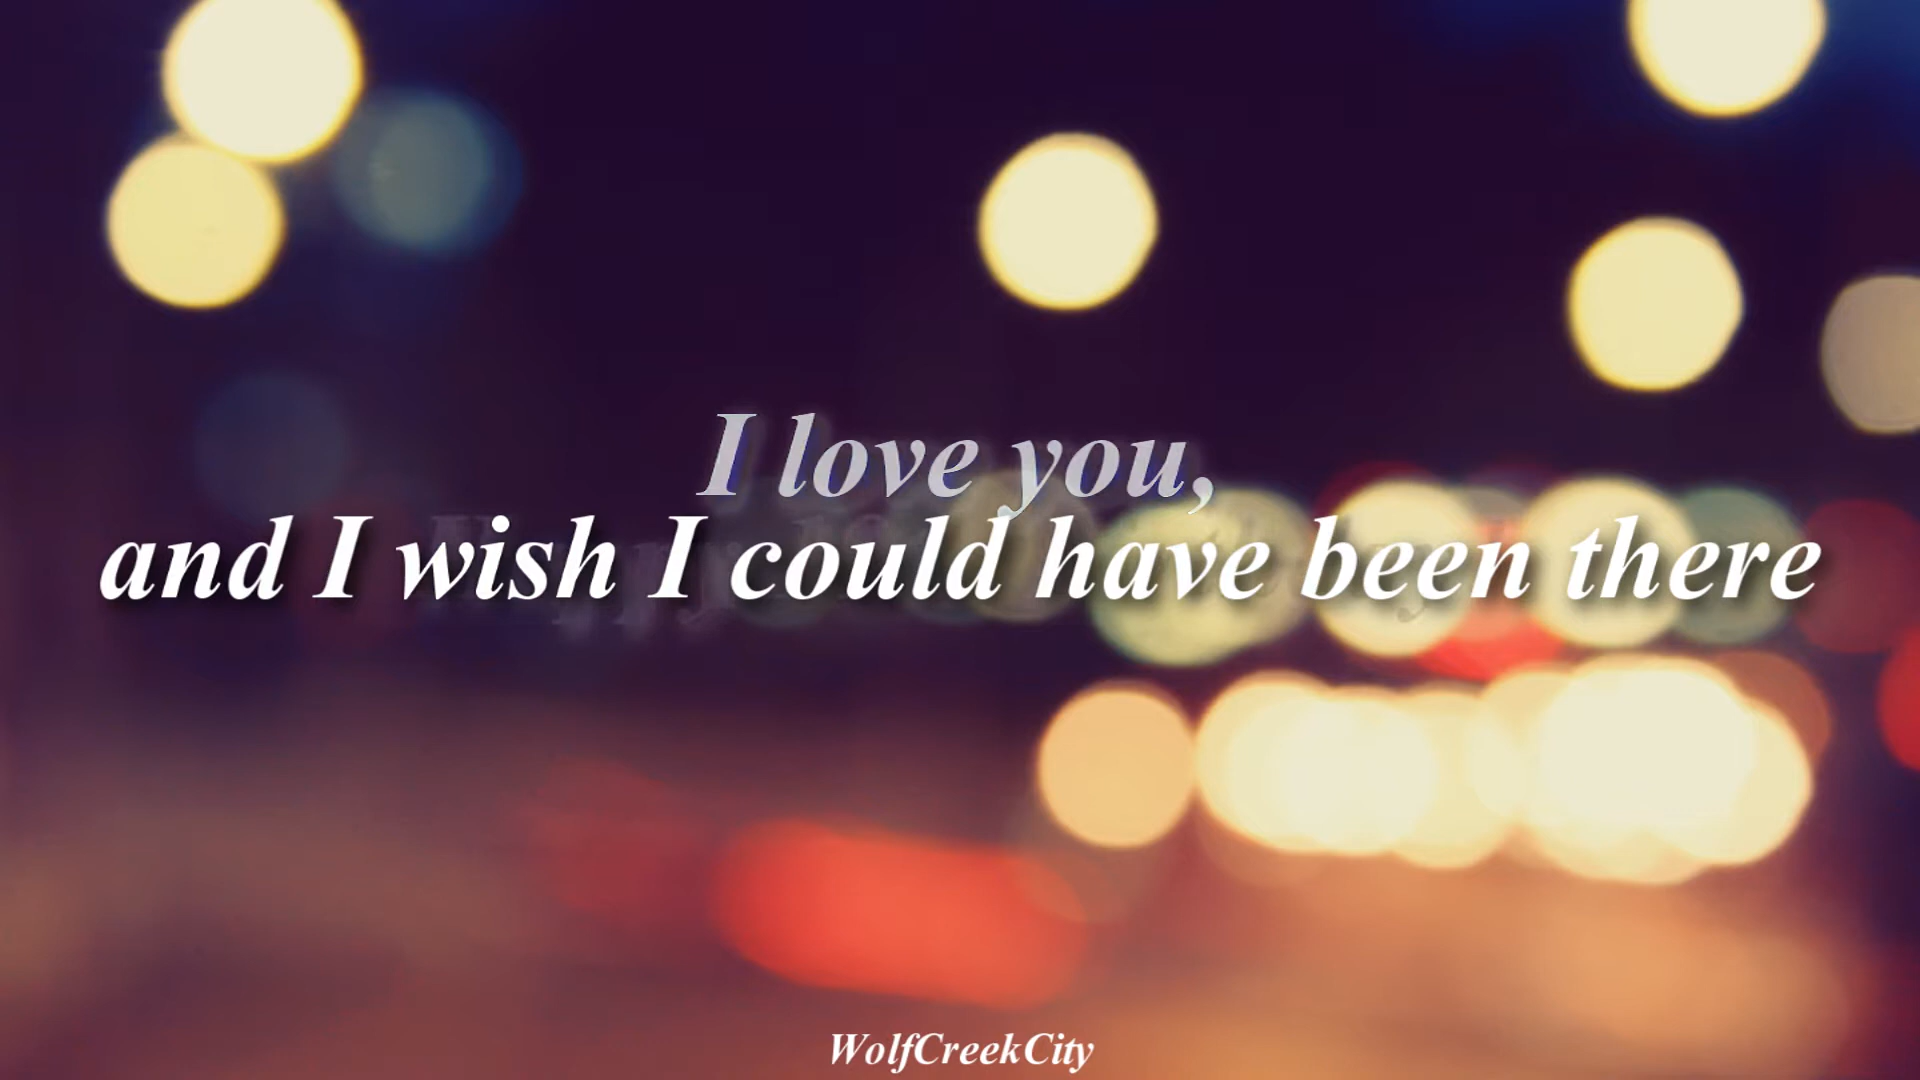 I love you,
and I wish I could have been there
WolfCreekCity